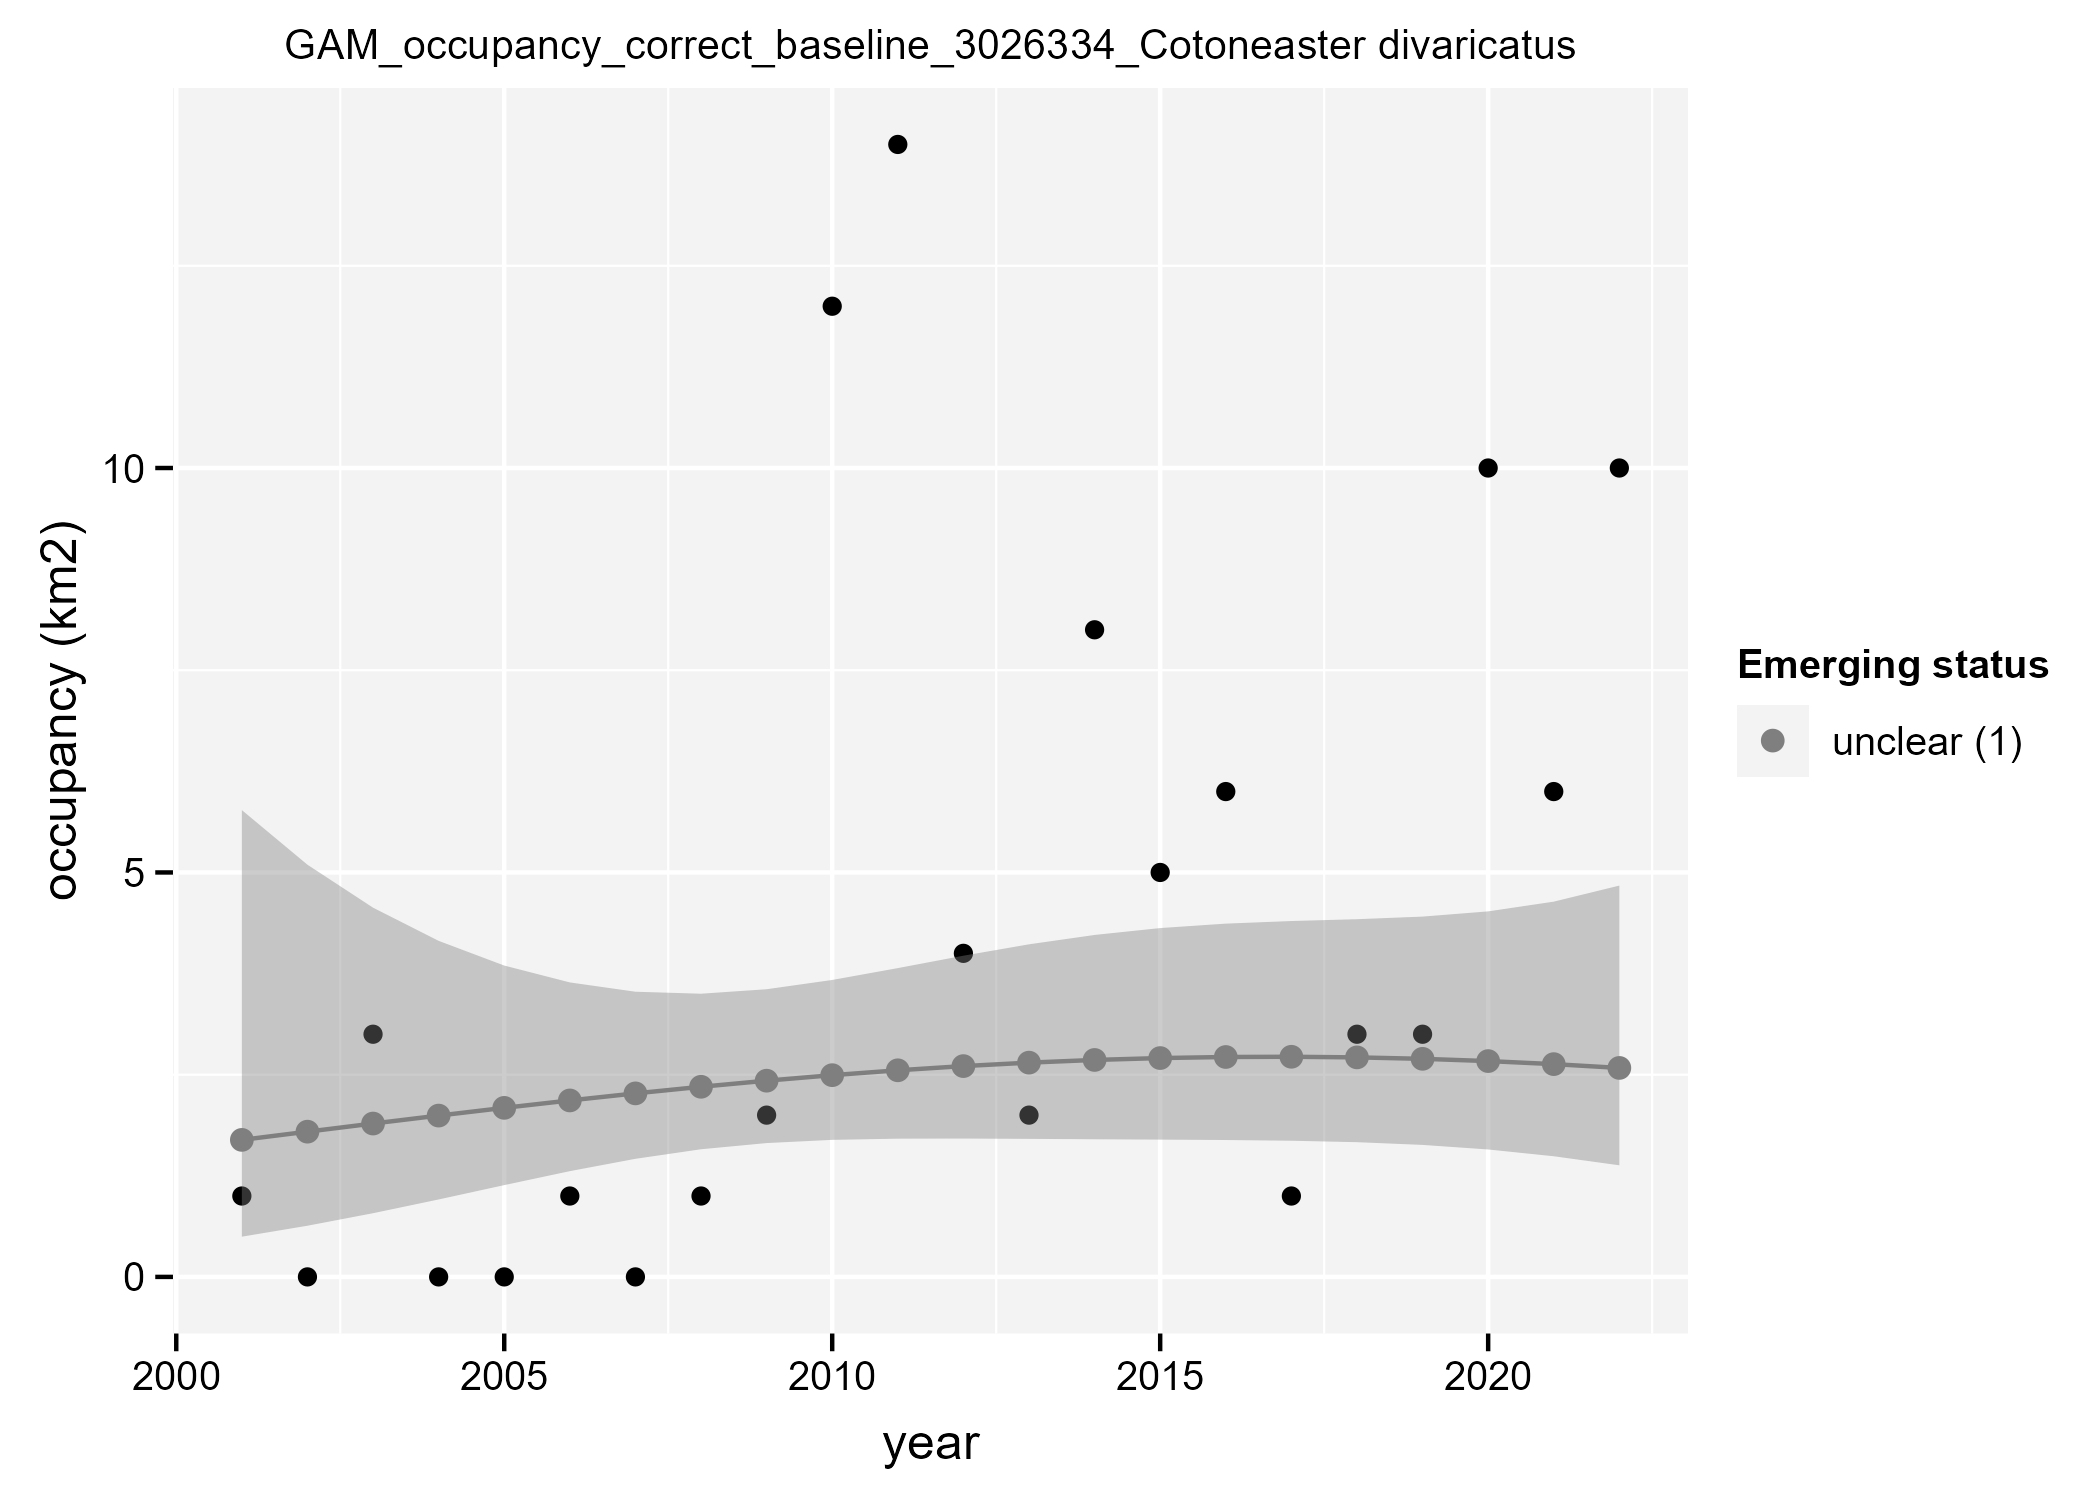 GAM_occupancy_correct_baseline_3026334_Cotoneaster divaricatus
occupancy (km2)
10
5
0
2000 2005 2010 2015 2020
year
Emerging status
unclear (1)